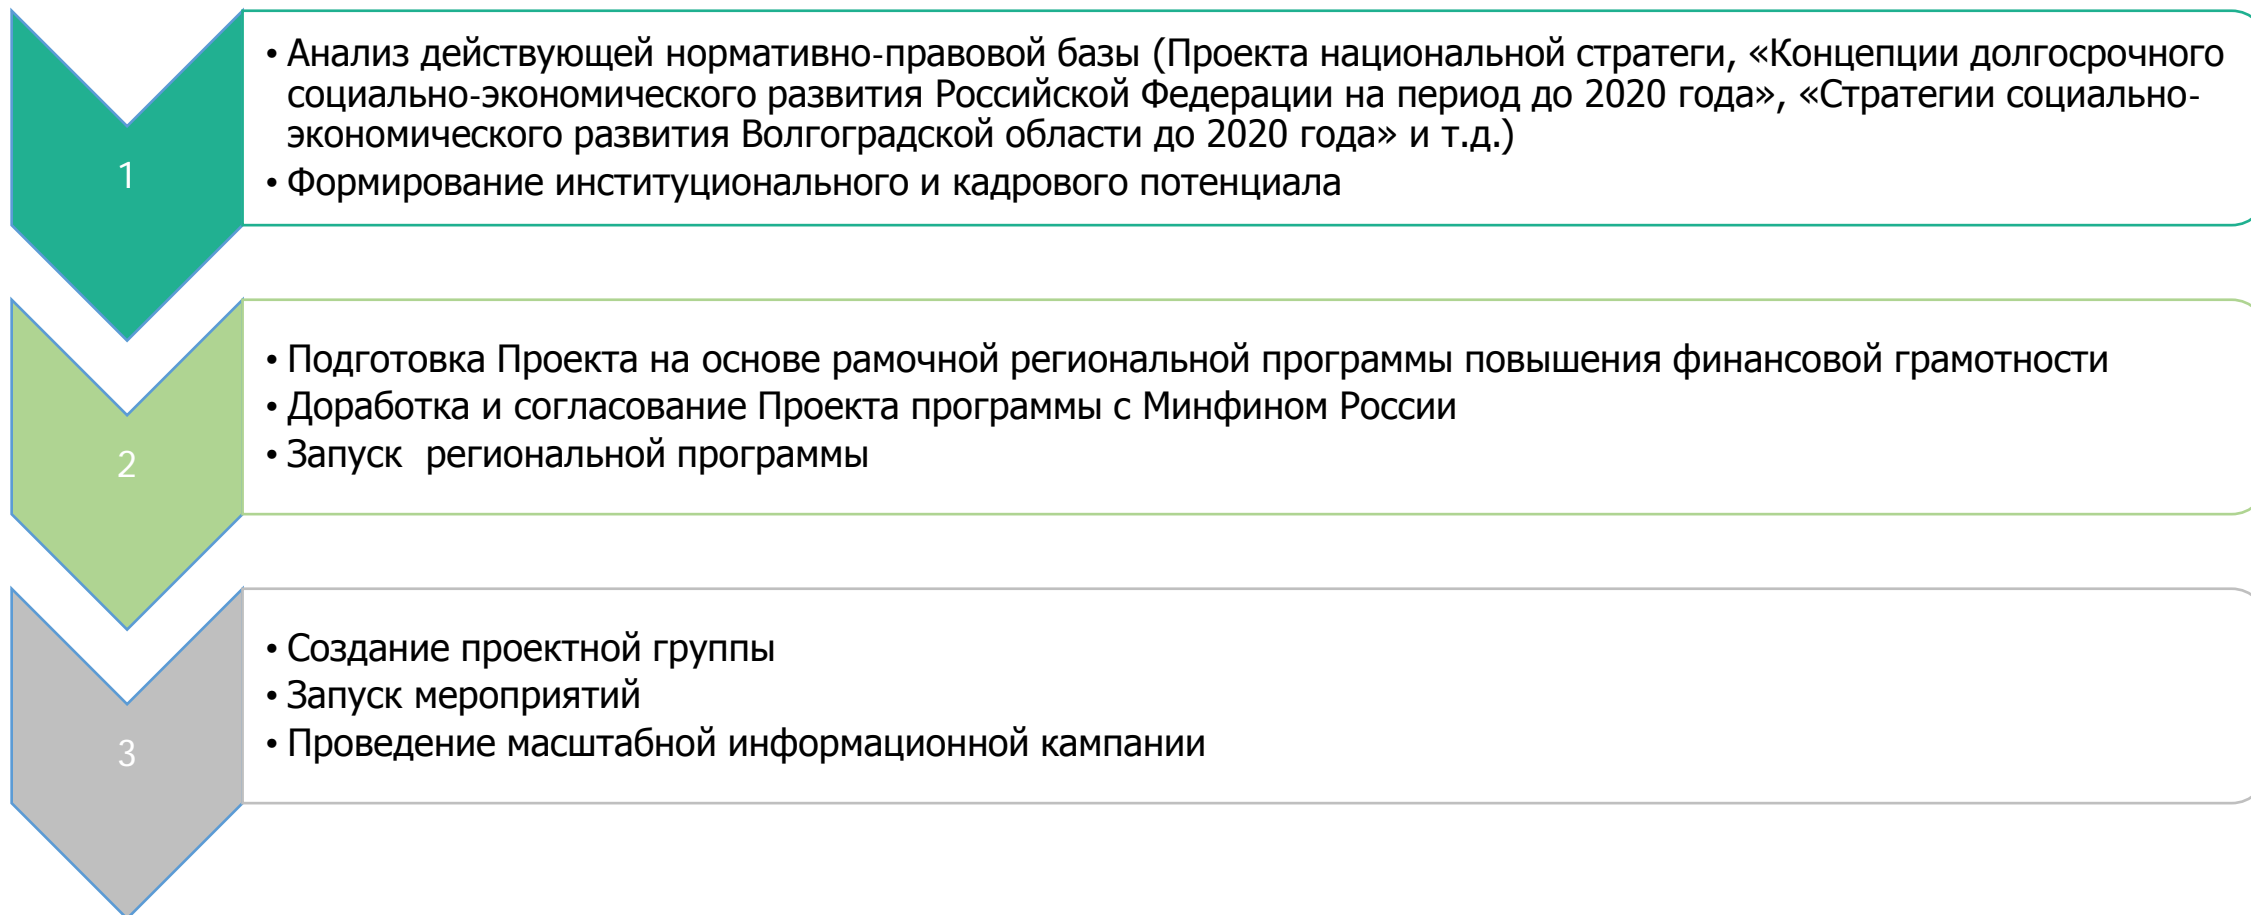 1
• Анализ действующей нормативно-правовой базы (Проекта национальной стратеги, «Концепции долгосрочного
социально-экономического развития Российской Федерации на период до 2020 года», «Стратегии социально-
экономического развития Волгоградской области до 2020 года» и т.д.)
• Формирование институционального и кадрового потенциала
2
• Подготовка Проекта на основе рамочной региональной программы повышения финансовой грамотности
• Доработка и согласование Проекта программы с Минфином России
• Запуск  региональной программы
3
• Создание проектной группы
• Запуск мероприятий
• Проведение масштабной информационной кампании